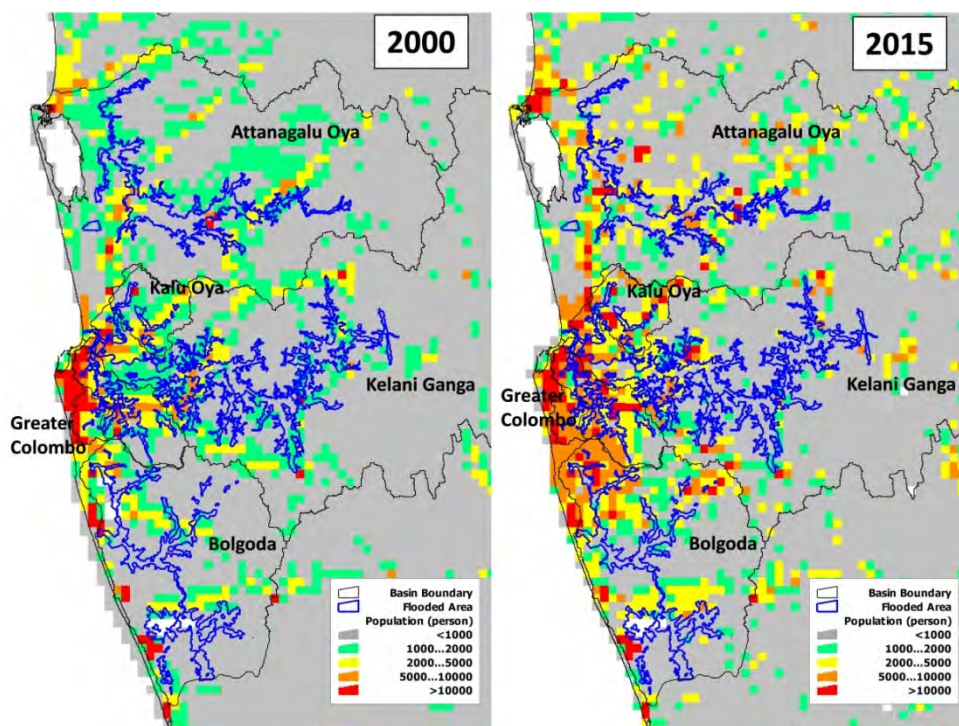 2000
Attanagalu Oya
Kalu Oya
Kelani Ganga
Greater
Colombo
Bolgoda
Basin Boundary
Flooded Area
Population (person)
<1000
1000...2000
2000...5000
5000...10000
>10000
2015
Attanagalu Oya
Kalu Oya
Kelani Ganga
Greater
Colombo
Bolgoda
Basin Boundary
Flooded Area
Population (person)
<1000
1000...2000
2000...5000
5000...10000
>10000